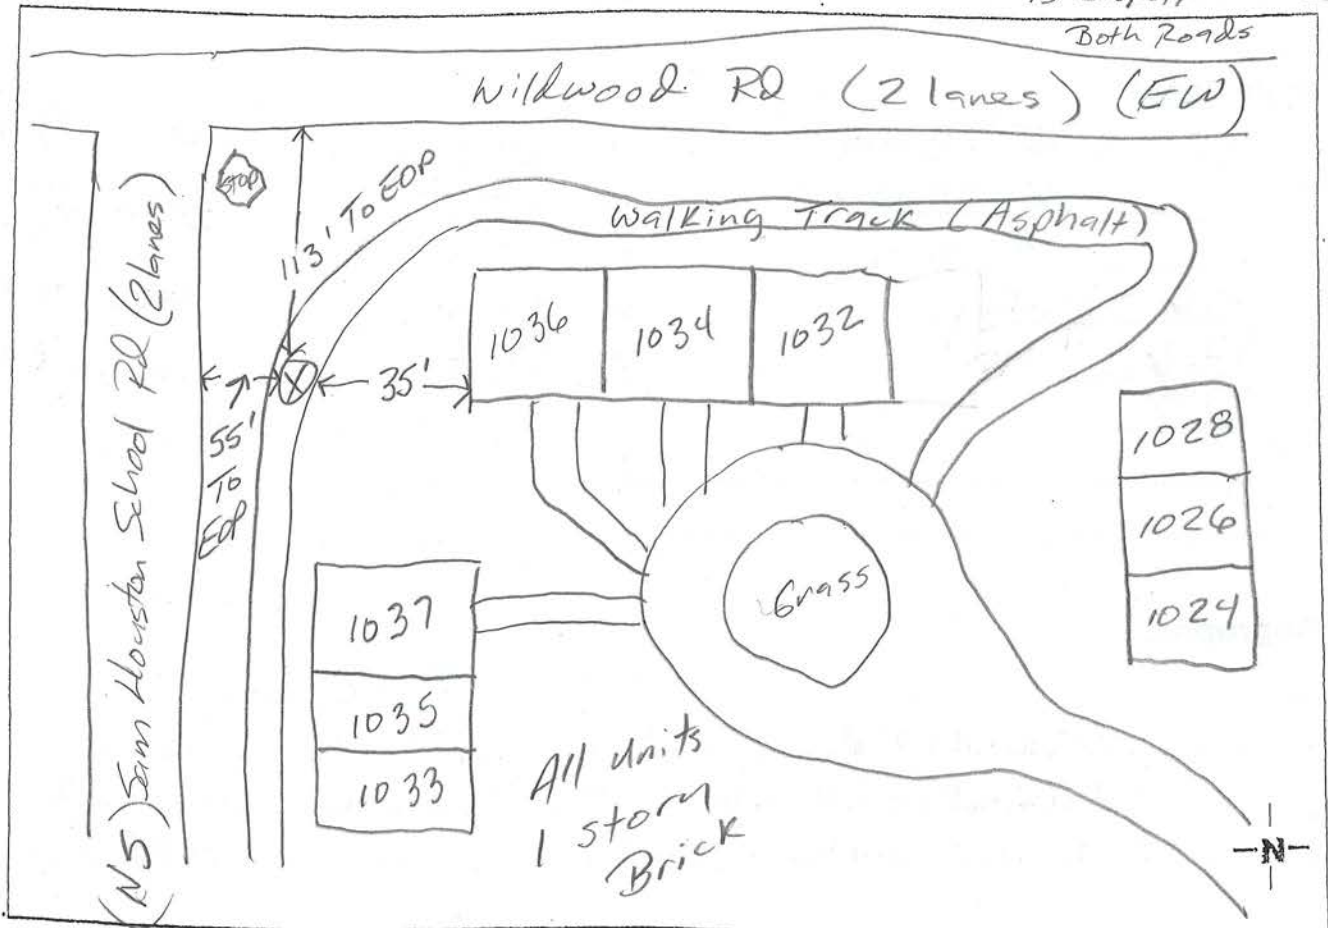 Both Roads
Wildwood Rd (2 lanes) (EW)
STOP
113' To EOP
Walking Track (Asphalt)
(NS) Sam Houston School Rd (2 lanes)
1036
1034
1032
X
35'
55'
To
EOP
1028
1026
1024
Grass
1037
1035
1033
All Units
1 story
Brick
N